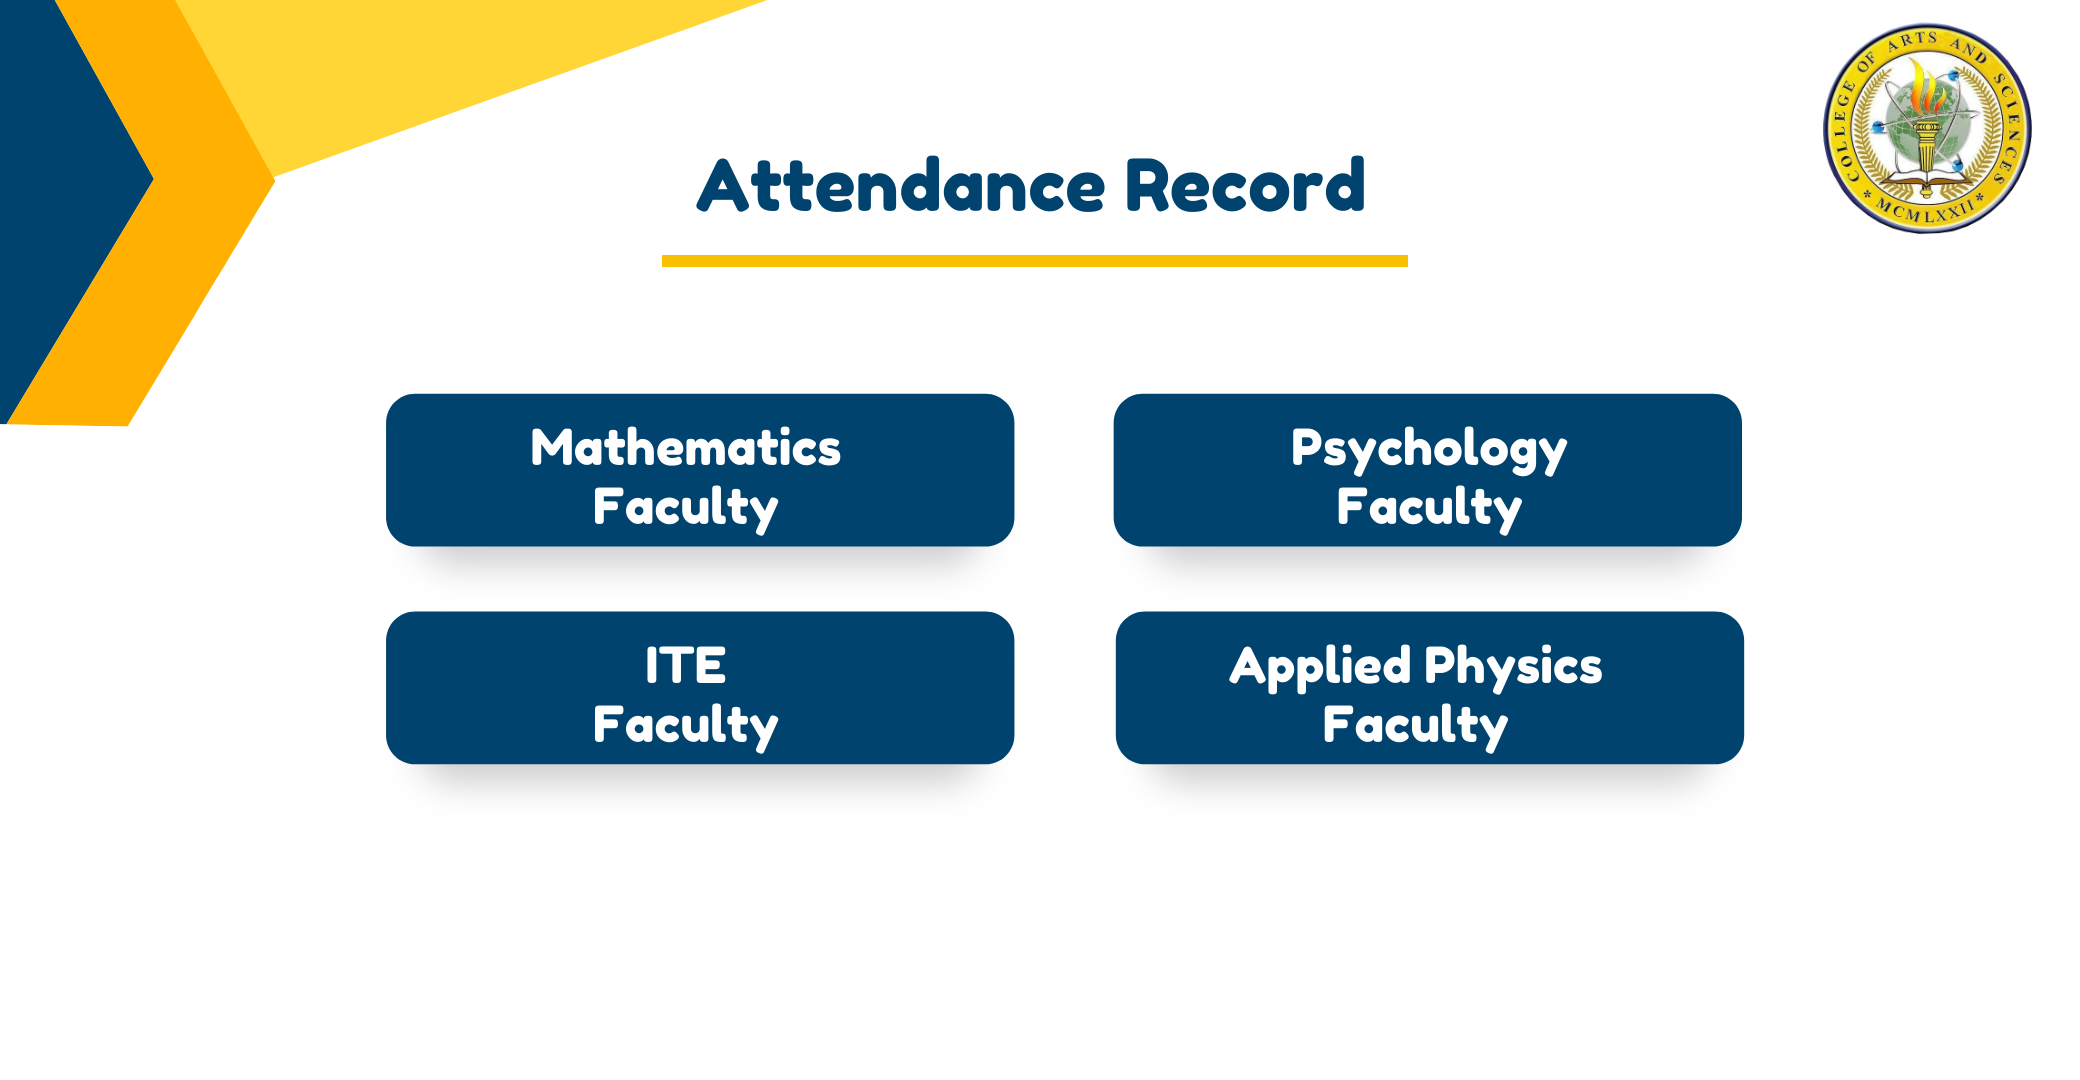 COLLEGE OF ARTS AND SCIENCES
* MCMLXXII *
Attendance Record
Mathematics
Faculty
Psychology
Faculty
ITE
Faculty
Applied Physics
Faculty